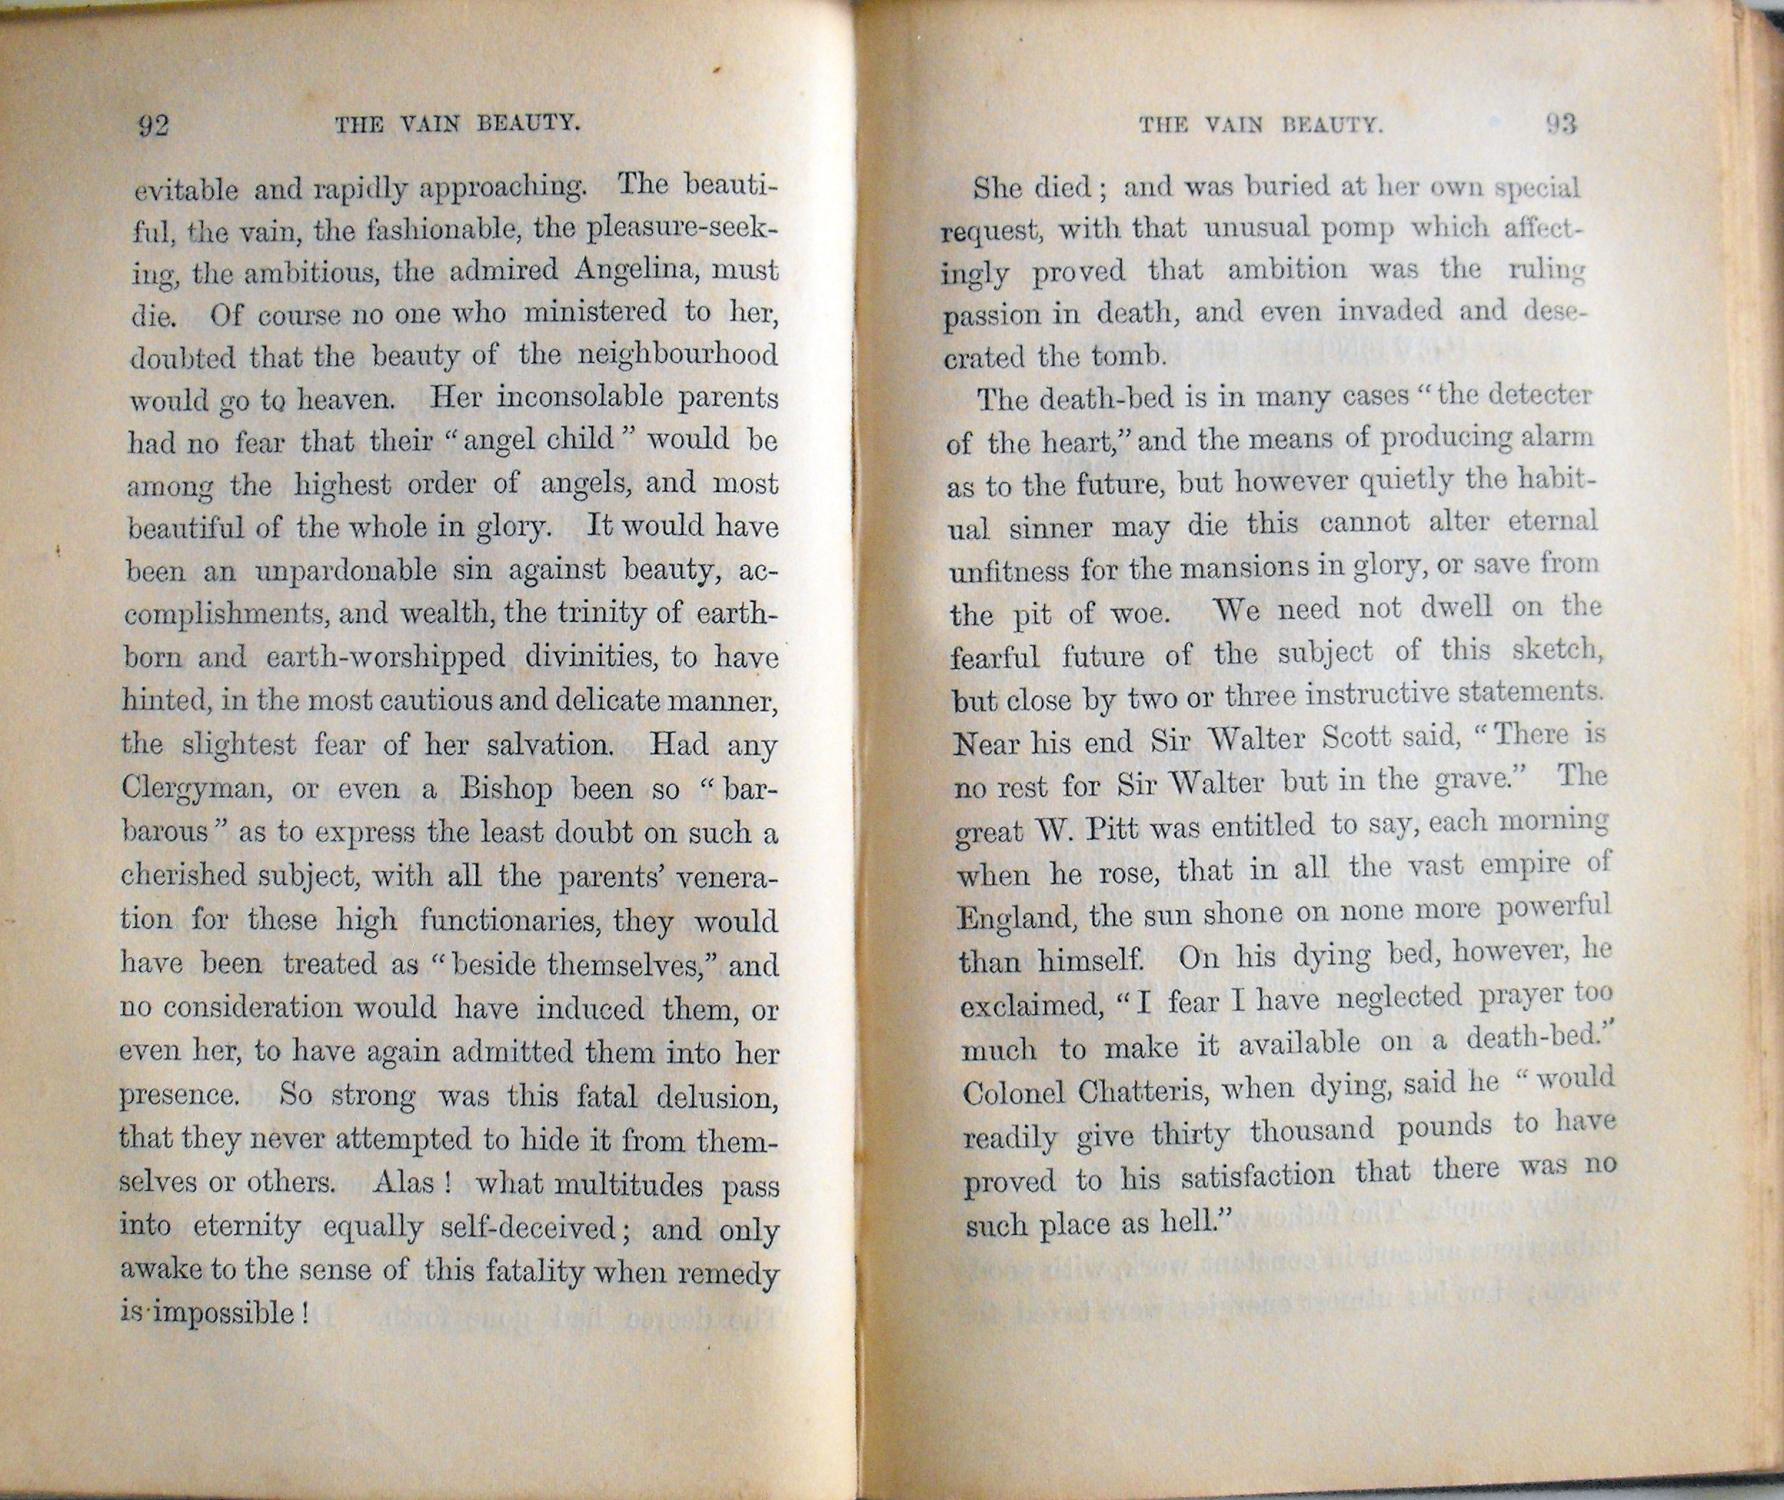 92 THE VAIN BEAUTY.
evitable and rapidly approaching. The beauti-
ful, the vain, the fashionable, the pleasure-seek-
ing, the ambitious, the admired Angelina, must
die. Of course no one who ministered to her,
doubted that the beauty of the neighbourhood
would go to heaven. Her inconsolable parents
had no fear that their “angel child” would be
among the highest order of angels, and most
beautiful of the whole in glory. It would have
been an unpardonable sin against beauty, ac-
complishments, and wealth, the trinity of earth-
born and earth-worshipped divinities, to have
hinted, in the most cautious and delicate manner,
the slightest fear of her salvation. Had any
Clergyman, or even a Bishop been so “bar-
barous” as to express the least doubt on such a
cherished subject, with all the parents’ venera-
tion for these high functionaries, they would
have been treated as “beside themselves,” and
no consideration would have induced them, or
even her, to have again admitted them into her
presence. So strong was this fatal delusion,
that they never attempted to hide it from them-
selves or others. Alas! what multitudes pass
into eternity equally self-deceived; and only
awake to the sense of this fatality when remedy
is impossible!
THE VAIN BEAUTY. 93
She died; and was buried at her own special
request, with that unusual pomp which affect-
ingly proved that ambition was the ruling
passion in death, and even invaded and dese-
crated the tomb.
The death-bed is in many cases “the detecter
of the heart,” and the means of producing alarm
as to the future, but however quietly the habit-
ual sinner may die this cannot alter eternal
unfitness for the mansions in glory, or save from
the pit of woe. We need not dwell on the
fearful future of the subject of this sketch,
but close by two or three instructive statements.
Near his end Sir Walter Scott said, “There is
no rest for Sir Walter but in the grave.” The
great W. Pitt was entitled to say, each morning
when he rose, that in all the vast empire of
England, the sun shone on none more powerful
than himself. On his dying bed, however, he
exclaimed, “I fear I have neglected prayer too
much to make it available on a death-bed.”
Colonel Chatteris, when dying, said he “would
readily give thirty thousand pounds to have
proved to his satisfaction that there was no
such place as hell.”